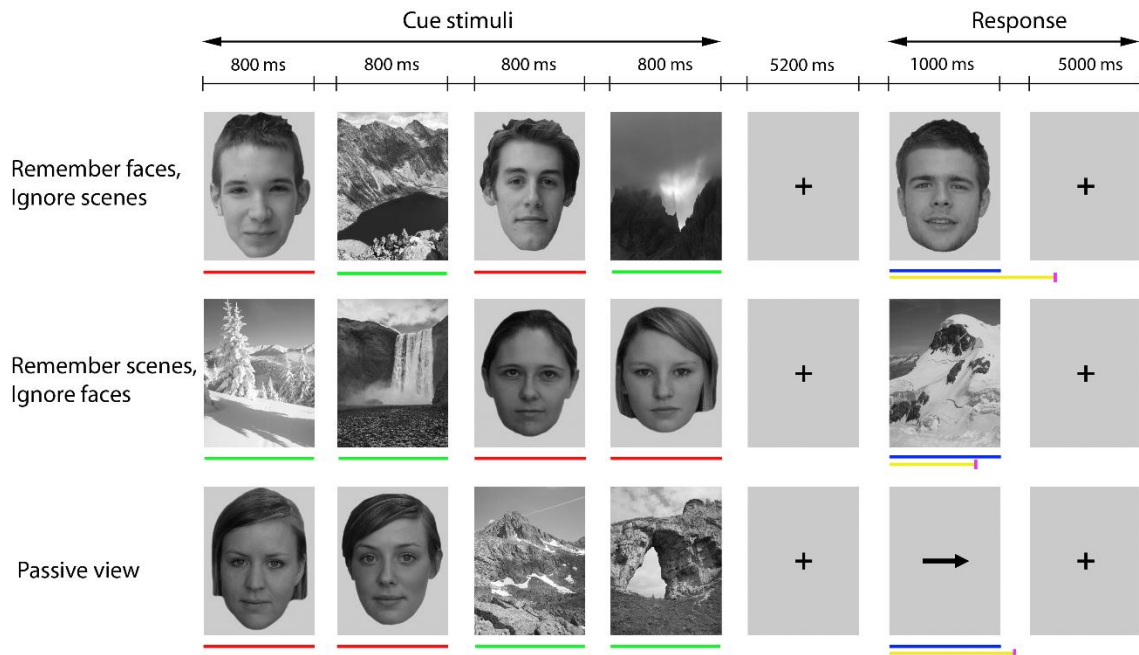 Cue stimuli
Response
800 ms
800 ms
800 ms
800 ms
5200 ms
1000 ms
5000 ms
Remember faces,
Ignore scenes
Remember scenes,
Ignore faces
Passive view